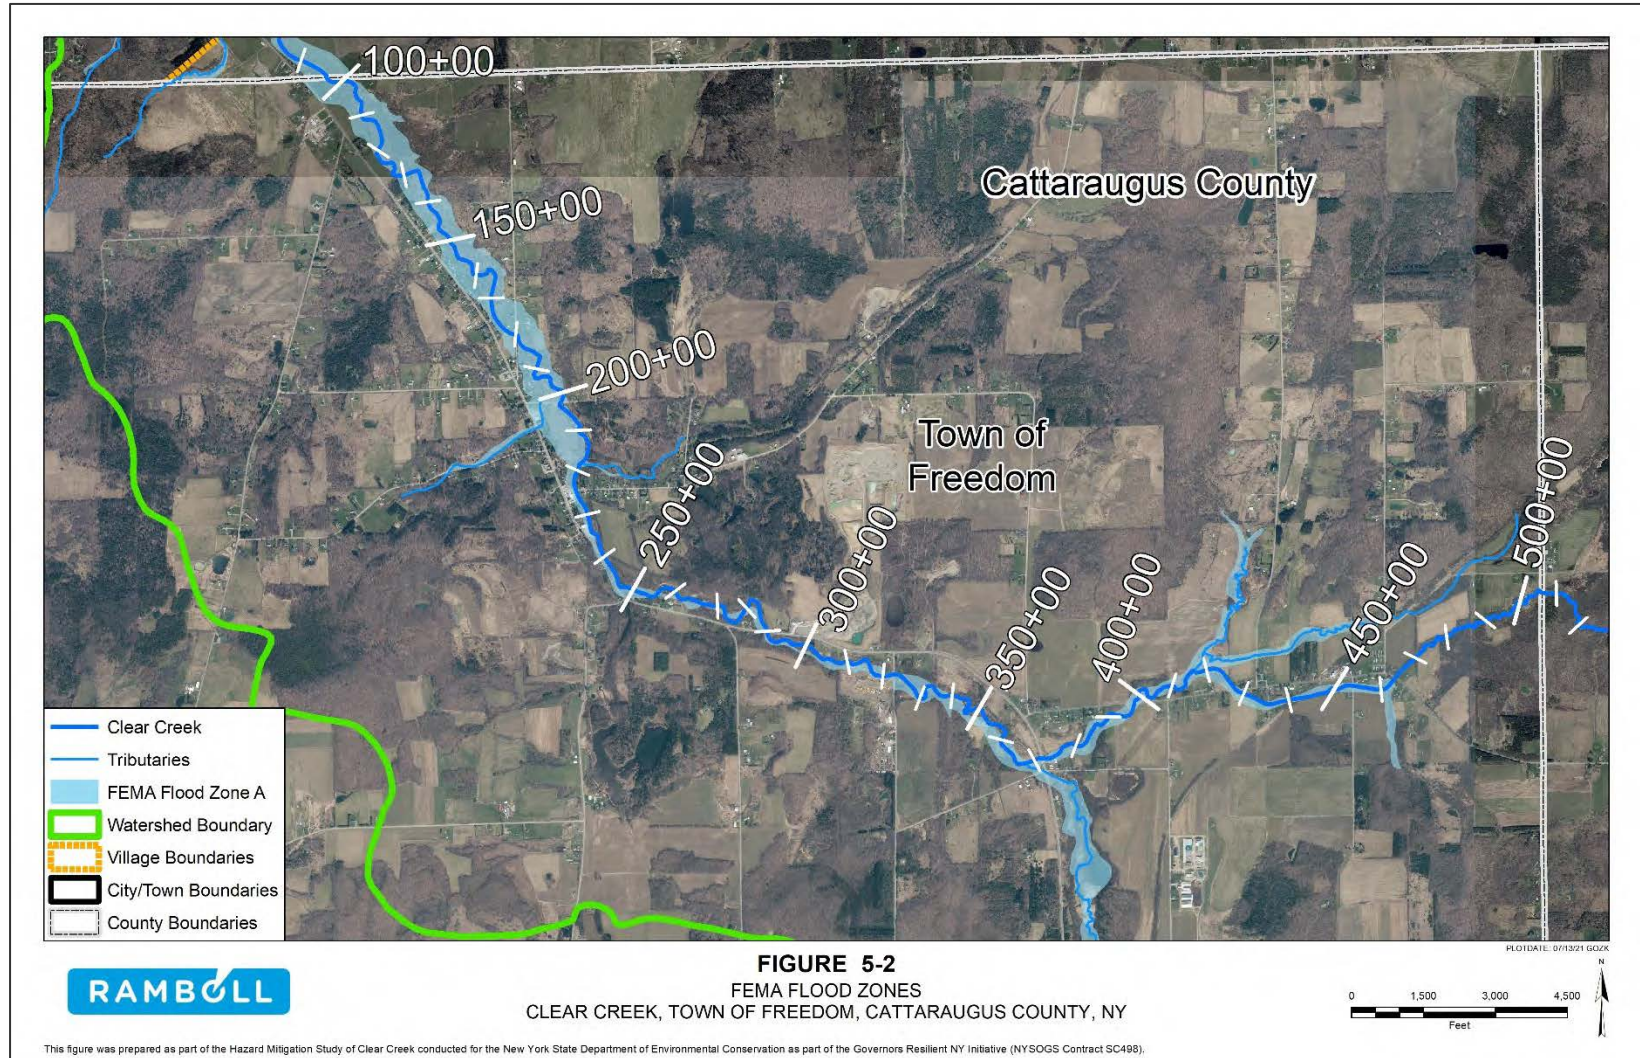 100+00
150+00
Cattaraugus County
200+00
Town of
Freedom
250+00
300+00
350+00
400+00
450+00
500+00
Clear Creek
Tributaries
FEMA Flood Zone A
Watershed Boundary
Village Boundaries
City/Town Boundaries
County Boundaries
PLOTDATE: 07/13/21 GOZK
RAMBOLL
FIGURE 5-2
FEMA FLOOD ZONES
CLEAR CREEK, TOWN OF FREEDOM, CATTARAUGUS COUNTY, NY
N
0 1,500 3,000 4,500
Feet
This figure was prepared as part of the Hazard Mitigation Study of Clear Creek conducted for the New York State Department of Environmental Conservation as part of the Governors Resilient NY Initiative (NYSOGS Contract SC498).